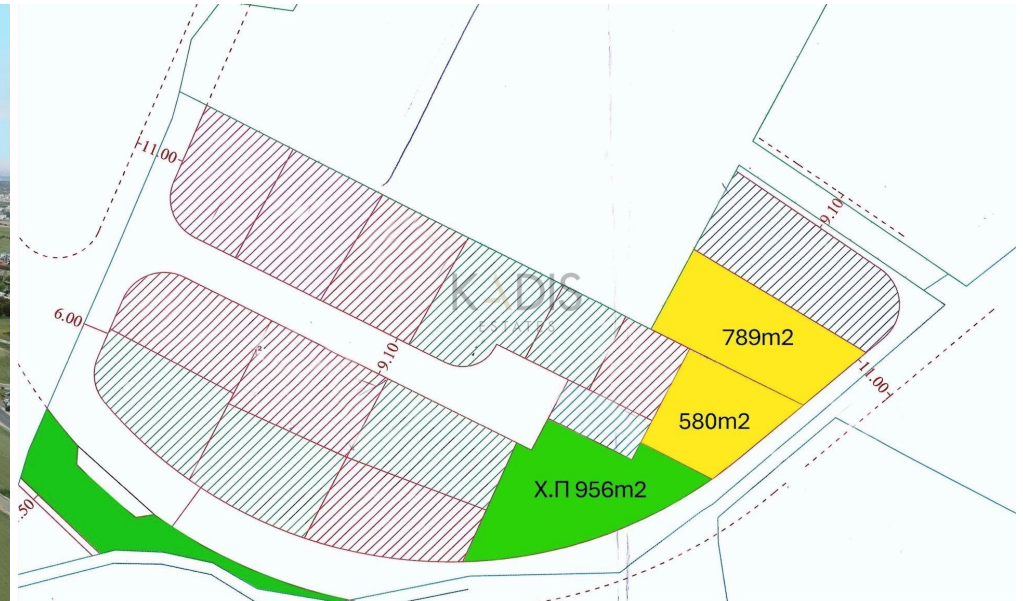 11.00
9.10
6.00
KADIS
ESTATES
9.10
789m2
11.00
580m2
Χ.Π 956m2
.50